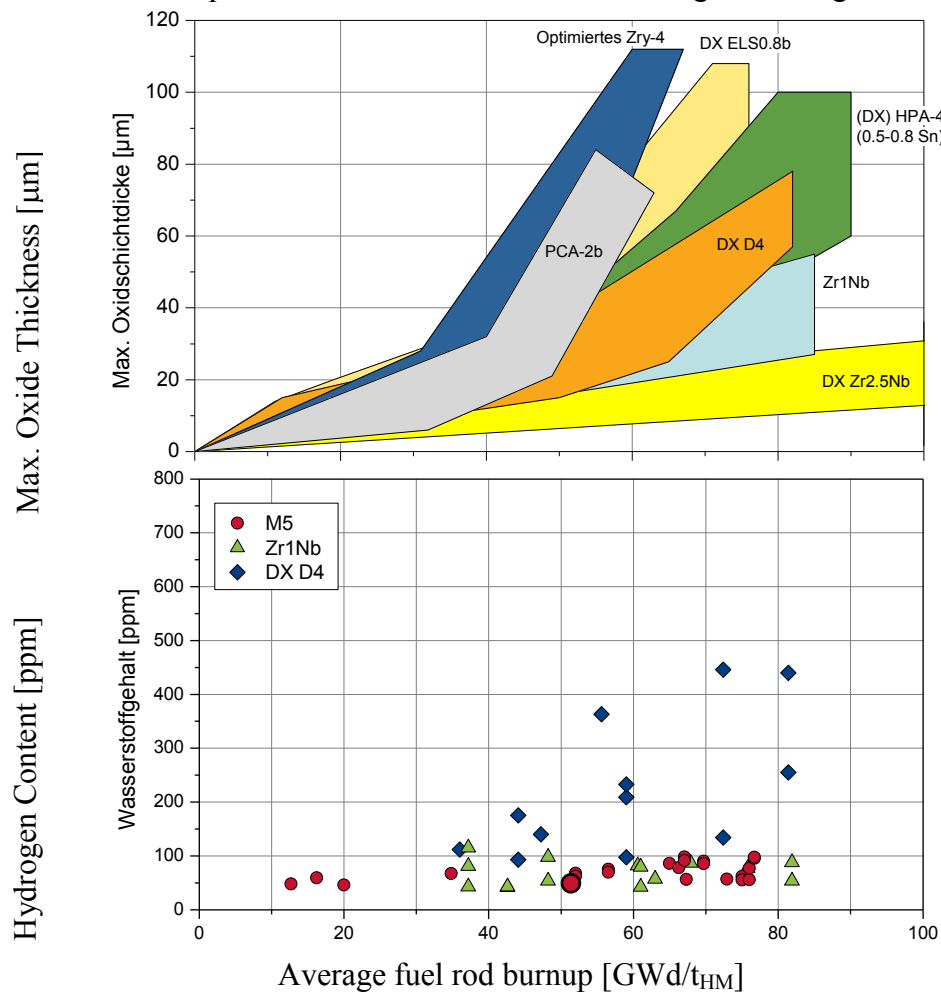 120
100
80
60
40
20
0
Max. Oxide Thickness [µm]
Max. Oxidschichtdicke [µm]
Optimiertes Zry-4
DX ELS0.8b
(DX) HPA-4
(0.5-0.8 Sn)
PCA-2b
DX D4
Zr1Nb
DX Zr2.5Nb
800
700
600
500
400
300
200
100
0
Hydrogen Content [ppm]
Wasserstoffgehalt [ppm]
M5
Zr1Nb
DX D4
0 20 40 60 80 100
Average fuel rod burnup [GWd/tHM]